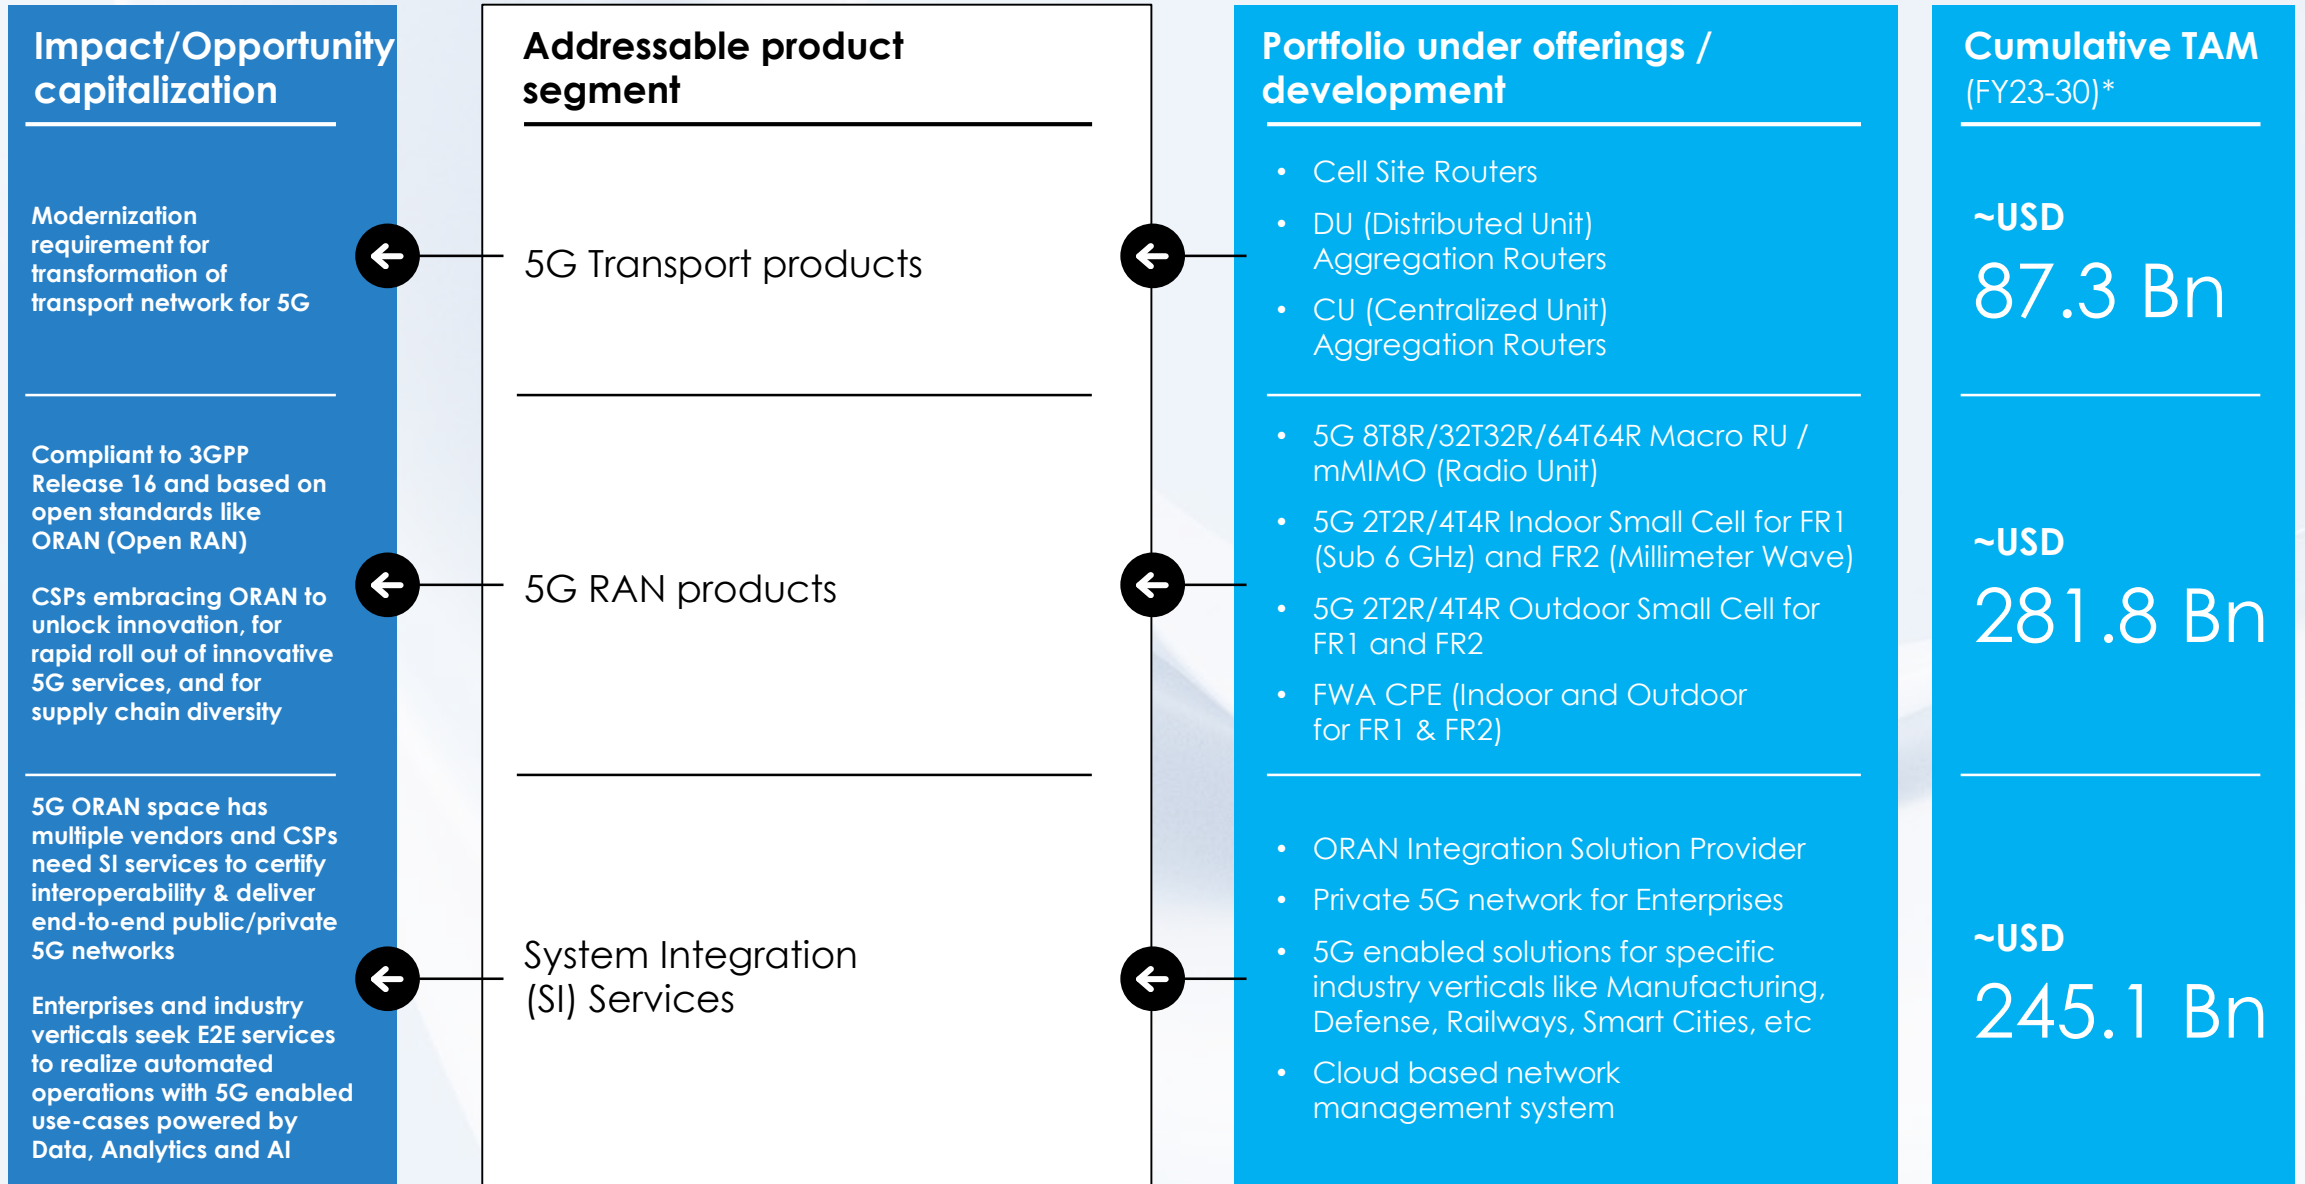 Impact/Opportunity
capitalization
Addressable product
segment
Portfolio under offerings /
development
Cumulative TAM
(FY23-30)*
Modernization
requirement for
transformation of
transport network for 5G
5G Transport products
• Cell Site Routers
• DU (Distributed Unit)
Aggregation Routers
• CU (Centralized Unit)
Aggregation Routers
~USD
87.3 Bn
Compliant to 3GPP
Release 16 and based on
open standards like
ORAN (Open RAN)
CSPs embracing ORAN to
unlock innovation, for
rapid roll out of innovative
5G services, and for
supply chain diversity
5G RAN products
• 5G 8T8R/32T32R/64T64R Macro RU /
mMIMO (Radio Unit)
• 5G 2T2R/4T4R Indoor Small Cell for FR1
(Sub 6 GHz) and FR2 (Millimeter Wave)
• 5G 2T2R/4T4R Outdoor Small Cell for
FR1 and FR2
• FWA CPE (Indoor and Outdoor
for FR1 & FR2)
~USD
281.8 Bn
5G ORAN space has
multiple vendors and CSPs
need SI services to certify
interoperability & deliver
end-to-end public/private
5G networks
Enterprises and industry
verticals seek E2E services
to realize automated
operations with 5G enabled
use-cases powered by
Data, Analytics and AI
System Integration
(SI) Services
• ORAN Integration Solution Provider
• Private 5G network for Enterprises
• 5G enabled solutions for specific
industry verticals like Manufacturing,
Defense, Railways, Smart Cities, etc
• Cloud based network
management system
~USD
245.1 Bn